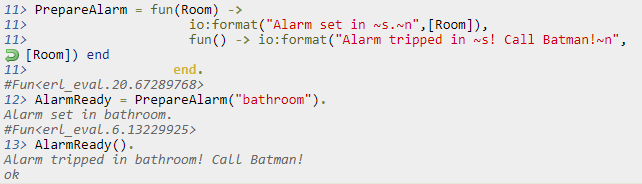 11> PrepareAlarm = fun(Room) ->
11> io:format("Alarm set in ~s.~n",[Room]),
11> fun() -> io:format("Alarm tripped in ~s! Call Batman!~n",
[Room]) end
11> end.
#Fun<erl_eval.20.67289768>
12> AlarmReady = PrepareAlarm("bathroom").
Alarm set in bathroom.
#Fun<erl_eval.6.13229925>
13> AlarmReady().
Alarm tripped in bathroom! Call Batman!
ok